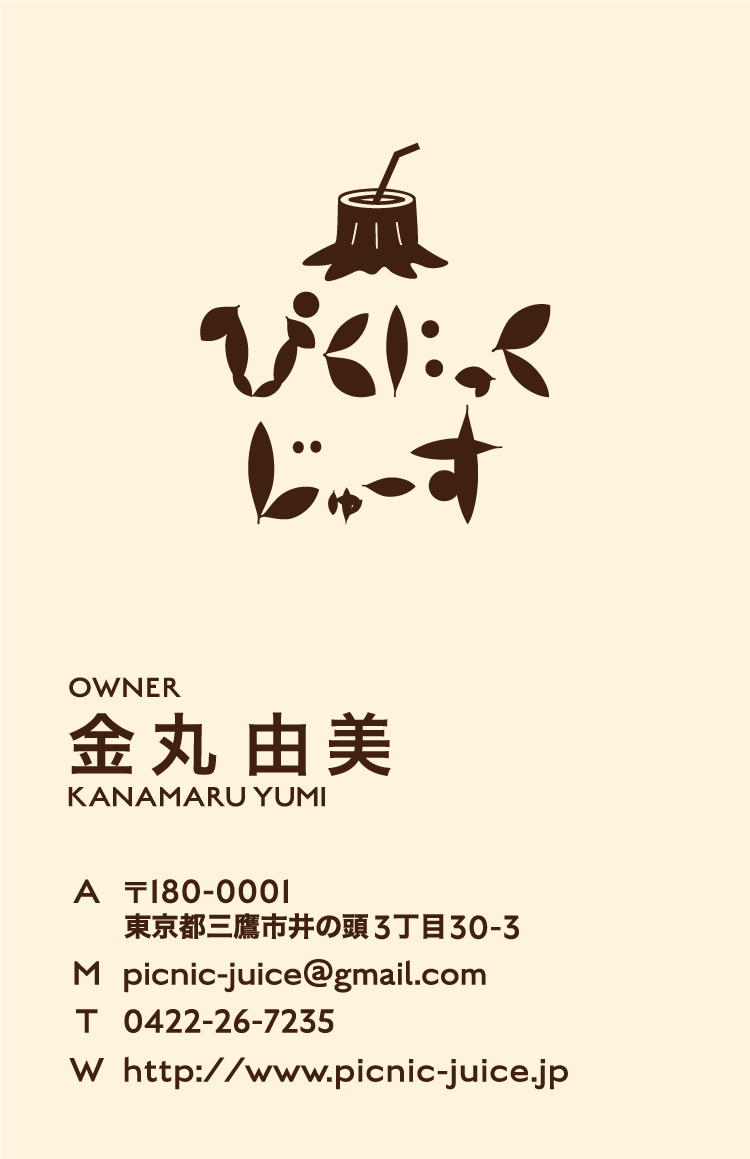 ぴくにっく
じゅーす
OWNER
金丸 由美
KANAMARU YUMI
A 〒180-0001
東京都三鷹市井の頭3丁目30-3
M picnic-juice@gmail.com
T 0422-26-7235
W http://www.picnic-juice.jp